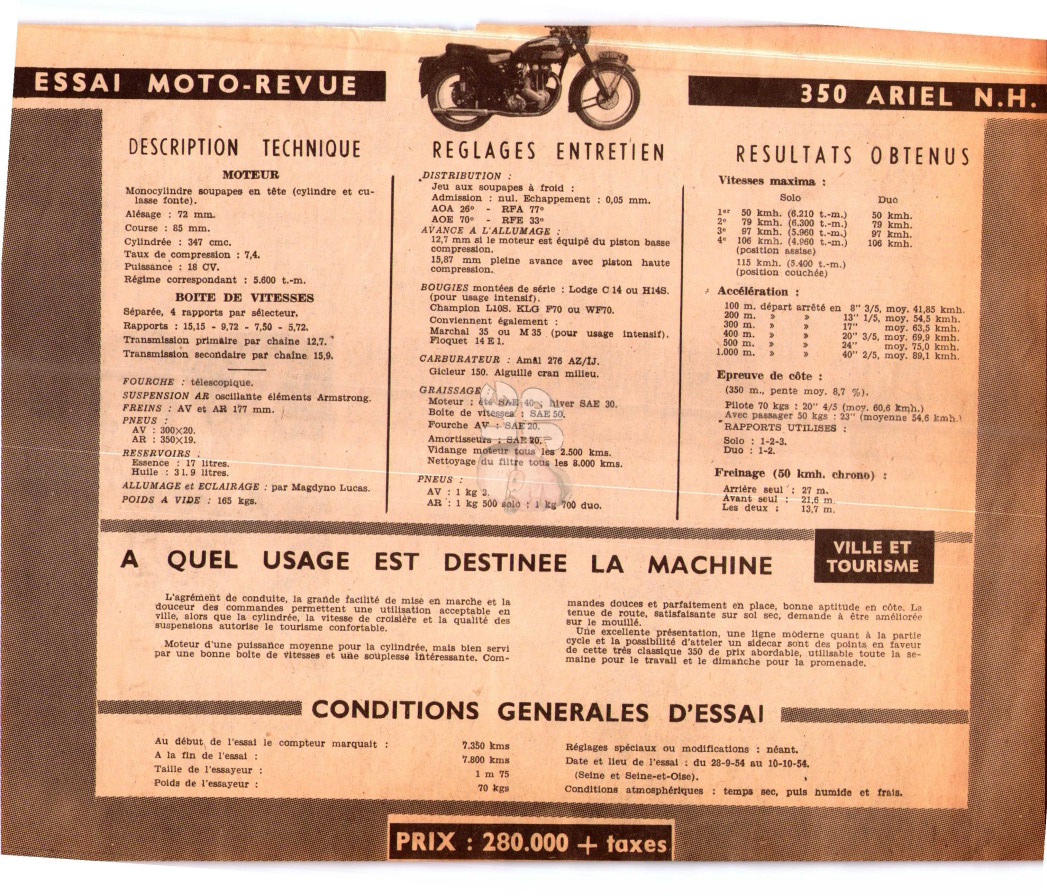 ESSAI MOTO-REVUE
350 ARIEL N.H.
DESCRIPTION TECHNIQUE
MOTEUR
Monocylindre soupapes en tête (cylindre et cu-
lasse fonte).
Alésage : 72 mm.
Course : 85 mm.
Cylindrée : 347 cmc.
Taux de compression : 7,4.
Puissance : 18 CV.
Régime correspondant : 5.600 t.-m.
BOITE DE VITESSES
Séparée, 4 rapports par sélecteur.
Rapports : 15,15 - 9,72 - 7,50 - 5,72.
Transmission primaire par chaine 12,7.
Transmission secondaire par chaine 15,9.
FOURCHE : télescopique.
SUSPENSION AR oscillante éléments Armstrong.
FREINS : AV et AR 177 mm.
PNEUS :
AV : 300×20.
AR : 350×19.
RESERVOIRS :
Essence : 17 litres.
Huile : 3 l. 9 litres.
ALLUMAGE et ECLAIRAGE : par Magdyno Lucas.
POIDS A VIDE : 165 kgs.
REGLAGES ENTRETIEN
DISTRIBUTION :
Jeu aux soupapes à froid :
Admission : nul. Echappement : 0,05 mm.
AOA 26° - RFA 77°
AOE 70° - RFE 33°
AVANCE A L'ALLUMAGE :
12,7 mm si le moteur est équipé du piston basse
compression.
15,87 mm pleine avance avec piston haute
compression.
BOUGIES montées de série : Lodge C 14 ou H14S.
(pour usage intensif).
Champion L10S. KLG F70 ou WF70.
Conviennent également :
Marchal 35 ou M 35 (pour usage intensif).
Floquet 14 E 1.
CARBURATEUR : Amal 276 AZ/IJ.
Gicleur 150. Aiguille cran milieu.
GRAISSAGE :
Moteur : été SAE 40 hiver SAE 30.
Boite de vitesses : SAE 50.
Fourche AV : SAE 20.
Amortisseurs : SAE 20.
Vidange moteur tous les 2.500 kms.
Nettoyage du filtre tous les 8.000 kms.
PNEUS :
AV : 1 kg 2.
AR : 1 kg 500 solo : 1 kg 700 duo.
RESULTATS OBTENUS
Vitesses maxima :
Solo Duo
1er 50 kmh. (6.210 t.-m.) 50 kmh.
2e 79 kmh. (6.300 t.-m.) 79 kmh.
3e 97 kmh. (5.960 t.-m.) 97 kmh.
4e 106 kmh. (4.960 t.-m.) 106 kmh.
(position assise)
115 kmh. (5.400 t.-m.)
(position couchée)
Accélération :
100 m. départ arrêté en 8" 3/5, moy. 41,85 kmh.
200 m. » » 13" 1/5, moy. 54,5 kmh.
300 m. » » 17" moy. 63,5 kmh.
400 m. » » 20" 3/5, moy. 69,9 kmh.
500 m. » » 24" moy. 75,0 kmh.
1.000 m. » » 40" 2/5, moy. 89,1 kmh.
Epreuve de côte :
(350 m., pente moy. 8,7 %).
Pilote 70 kgs : 20" 4/5 (moy. 60,6 kmh.)
Avec passager 50 kgs : 23" (moyenne 54,6 kmh.)
RAPPORTS UTILISES :
Solo : 1-2-3.
Duo : 1-2.
Freinage (50 kmh. chrono) :
Arrière seul : 27 m.
Avant seul : 21,6 m.
Les deux : 13,7 m.
A QUEL USAGE EST DESTINEE LA MACHINE
VILLE ET
TOURISME
L'agrément de conduite, la grande facilité de mise en marche et la
douceur des commandes permettent une utilisation acceptable en
ville, alors que la cylindrée, la vitesse de croisière et la qualité des
suspensions autorise le tourisme confortable.
Moteur d'une puissance moyenne pour la cylindrée, mais bien servi
par une bonne boite de vitesses et une souplesse intéressante. Com-
mandes douces et parfaitement en place, bonne aptitude en côte. La
tenue de route, satisfaisante sur sol sec, demande à être améliorée
sur le mouillé.
Une excellente présentation, une ligne moderne quant à la partie
cycle et la possibilité d'atteler un sidecar sont des points en faveur
de cette très classique 350 de prix abordable, utilisable toute la se-
maine pour le travail et le dimanche pour la promenade.
CONDITIONS GENERALES D'ESSAI
Au début de l'essai le compteur marquait : 7.350 kms
A la fin de l'essai : 7.800 kms
Taille de l'essayeur : 1 m 75
Poids de l'essayeur : 70 kgs
Réglages spéciaux ou modifications : néant.
Date et lieu de l'essai : du 28-9-54 au 10-10-54.
(Seine et Seine-et-Oise).
Conditions atmosphériques : temps sec, puis humide et frais.
PRIX : 280.000 + taxes